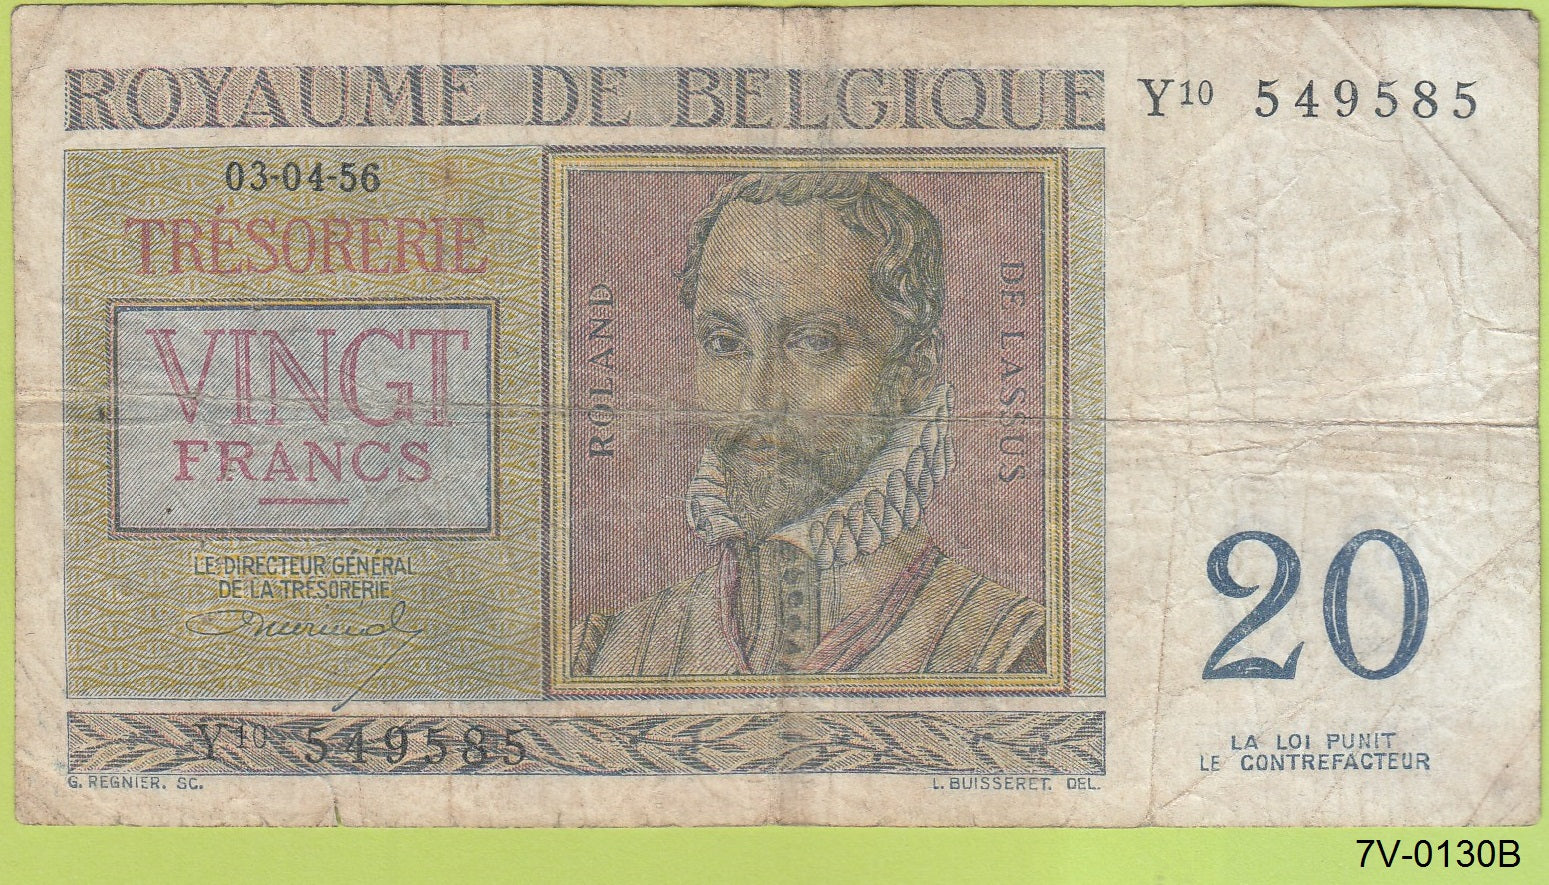 ROYAUME DE BELGIQUE
Y10 549585
03-04-56
TRÉSORERIE
VINGT
FRANCS
LE DIRECTEUR GÉNÉRAL
DE LA TRÉSORERIE
ROLAND
DE LASSUS
20
Y10 549585
LA LOI PUNIT
LE CONTREFACTEUR
G. REGNIER. SC.
L. BUISSERET. DEL.
7V-0130B